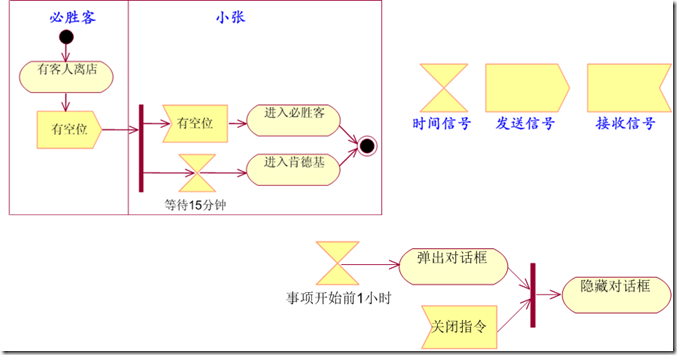 必胜客
小张
有客人离店
有空位
有空位
进入必胜客
进入肯德基
等待15分钟
时间信号
发送信号
接收信号
弹出对话框
事项开始前1小时
隐藏对话框
关闭指令